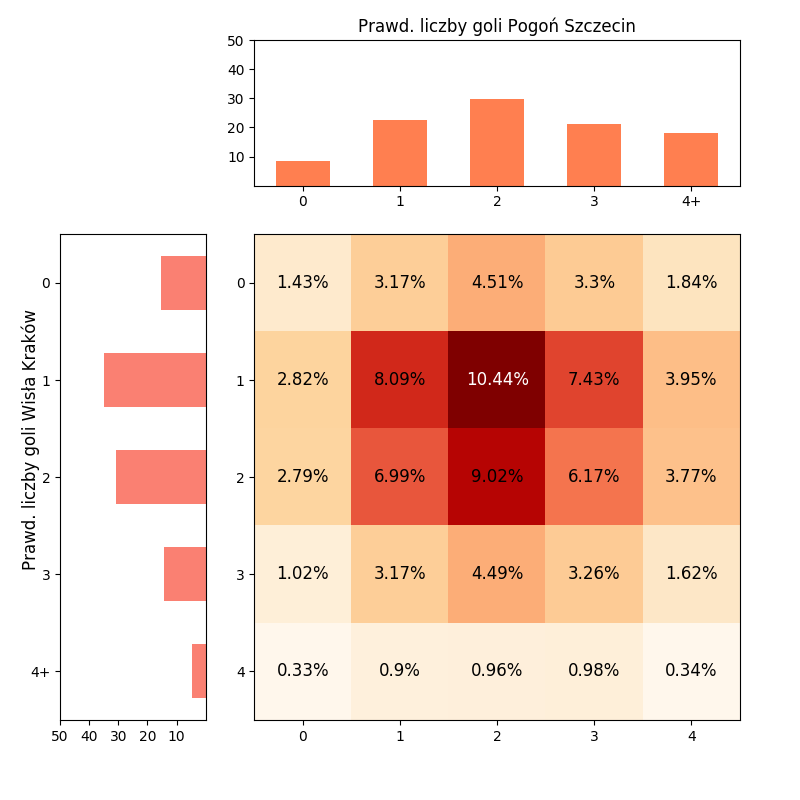 Prawd. liczby goli Pogoń Szczecin
50
40
30
20
10
0 1 2 3 4+
Prawd. liczby goli Wisła Kraków
0
1
2
3
4+
50 40 30 20 10
0 1.43% 3.17% 4.51% 3.3% 1.84%
1 2.82% 8.09% 10.44% 7.43% 3.95%
2 2.79% 6.99% 9.02% 6.17% 3.77%
3 1.02% 3.17% 4.49% 3.26% 1.62%
4 0.33% 0.9% 0.96% 0.98% 0.34%
0 1 2 3 4